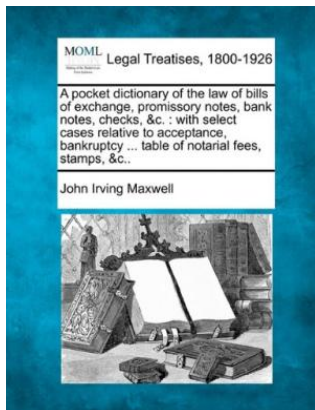 MOML
Legal Treatises, 1800-1926
A pocket dictionary of the law of bills
of exchange, promissory notes, bank
notes, checks, &c. : with select
cases relative to acceptance,
bankruptcy ... table of notarial fees,
stamps, &c..
John Irving Maxwell